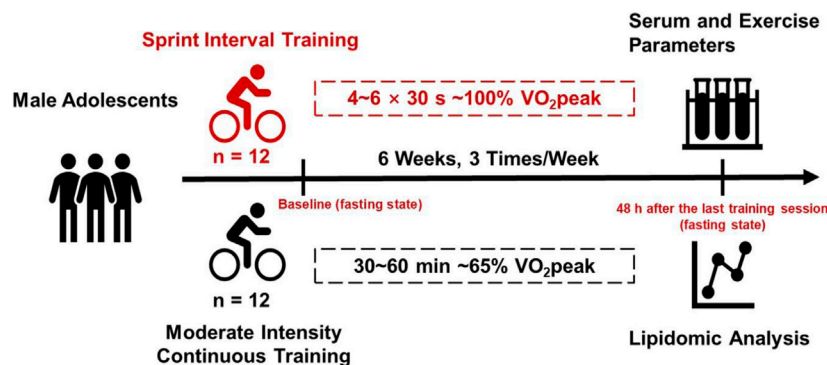 Serum and Exercise
Parameters
Sprint Interval Training
Male Adolescents
4~6 × 30 s ~100% VO₂peak
n = 12
6 Weeks, 3 Times/Week
Baseline (fasting state)
48 h after the last training session
(fasting state)
30~60 min ~65% VO₂peak
n = 12
Moderate Intensity
Continuous Training
Lipidomic Analysis